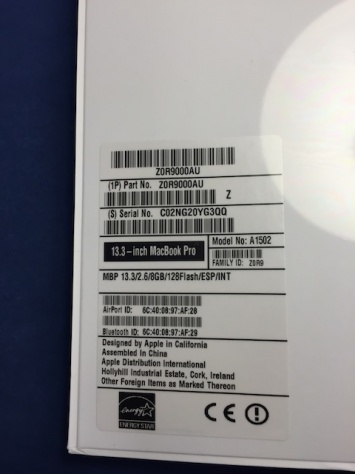 Z0R9000AU
(1P) Part No. Z0R9000AU
Z
(S) Serial No. C02NG20YG3QQ
13.3-inch MacBook Pro
Model No: A1502
FAMILY ID: Z0R9
MBP 13.3/2.6/8GB/128Flash/ESP/INT
AirPort ID: 6C:40:08:97:AF:28
Bluetooth ID: 6C:40:08:97:AF:29
Designed by Apple in California
Assembled in China
Apple Distribution International
Hollyhill Industrial Estate, Cork, Ireland
Other Foreign Items as Marked Thereon
energy
ENERGY STAR
CE